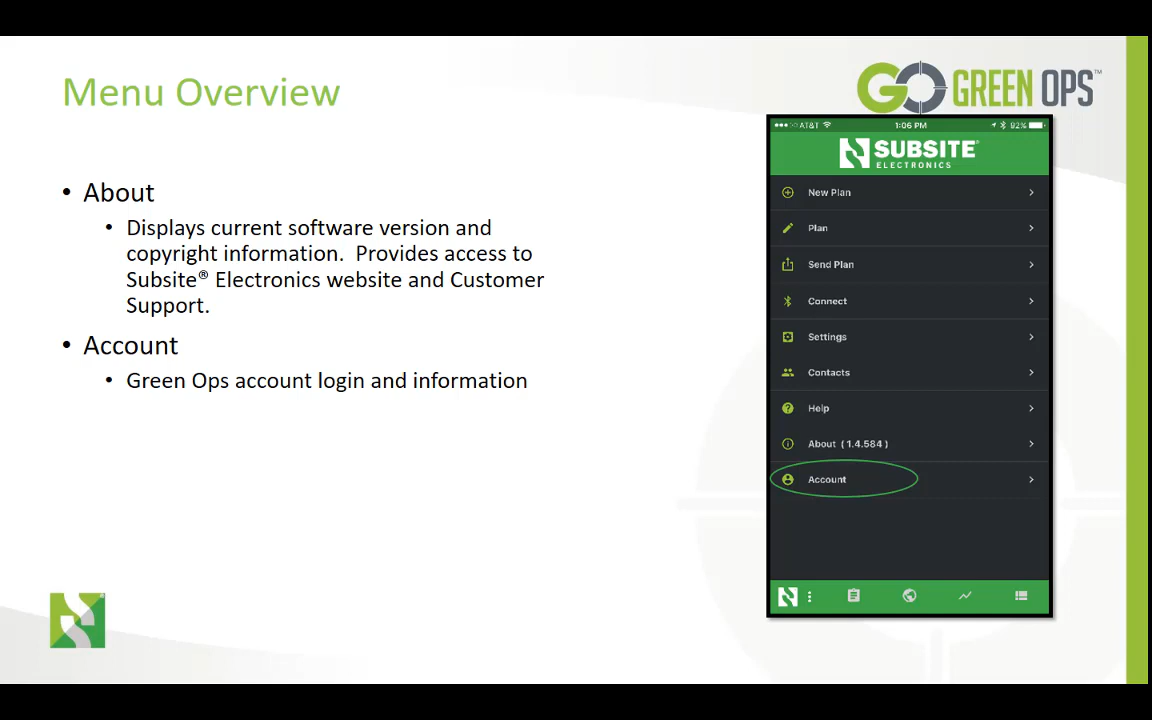 Menu Overview
GO GREEN OPS™
• About
• Displays current software version and
copyright information.  Provides access to
Subsite® Electronics website and Customer
Support.
• Account
• Green Ops account login and information
AT&T 1:06 PM 92%
SUBSITE®
ELECTRONICS
New Plan
Plan
Send Plan
Connect
Settings
Contacts
Help
About ( 1.4.584 )
Account